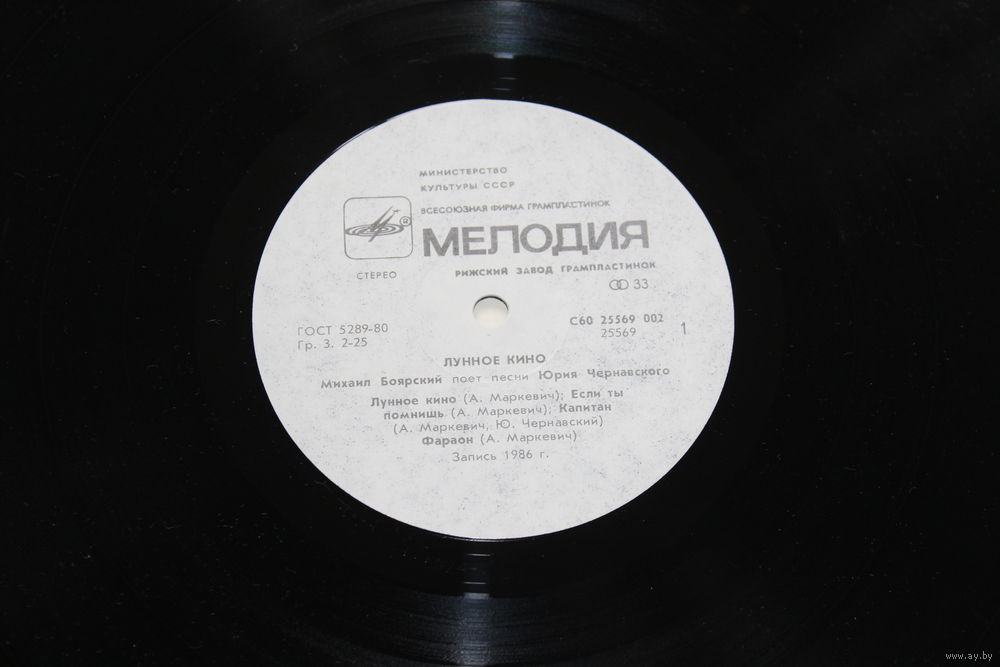 МИНИСТЕРСТВО
КУЛЬТУРЫ СССР
ВСЕСОЮЗНАЯ ФИРМА ГРАМПЛАСТИНОК
®
МЕЛОДИЯ
СТЕРЕО
РИЖСКИЙ ЗАВОД ГРАМПЛАСТИНОК
33
ГОСТ 5289-80
Гр. 3. 2-25
С60 25569 002
25569
1
ЛУННОЕ КИНО
Михаил Боярский поет песни Юрия Чернавского
Лунное кино (А. Маркевич); Если ты
помнишь (А. Маркевич); Капитан
(А. Маркевич, Ю. Чернавский)
Фараон (А. Маркевич)
Запись 1986 г.
www.ay.by